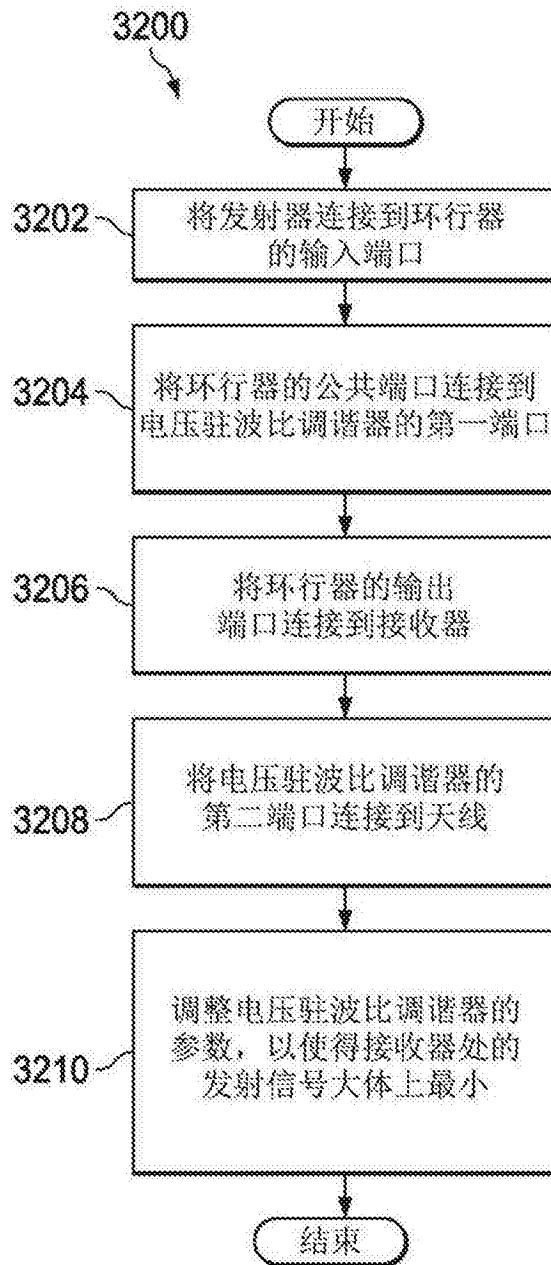 3200
开始
3202
将发射器连接到环行器
的输入端口
3204
将环行器的公共端口连接到
电压驻波比调谐器的第一端口
3206
将环行器的输出
端口连接到接收器
3208
将电压驻波比调谐器的
第二端口连接到天线
3210
调整电压驻波比调谐器的
参数，以使得接收器处的
发射信号大体上最小
结束